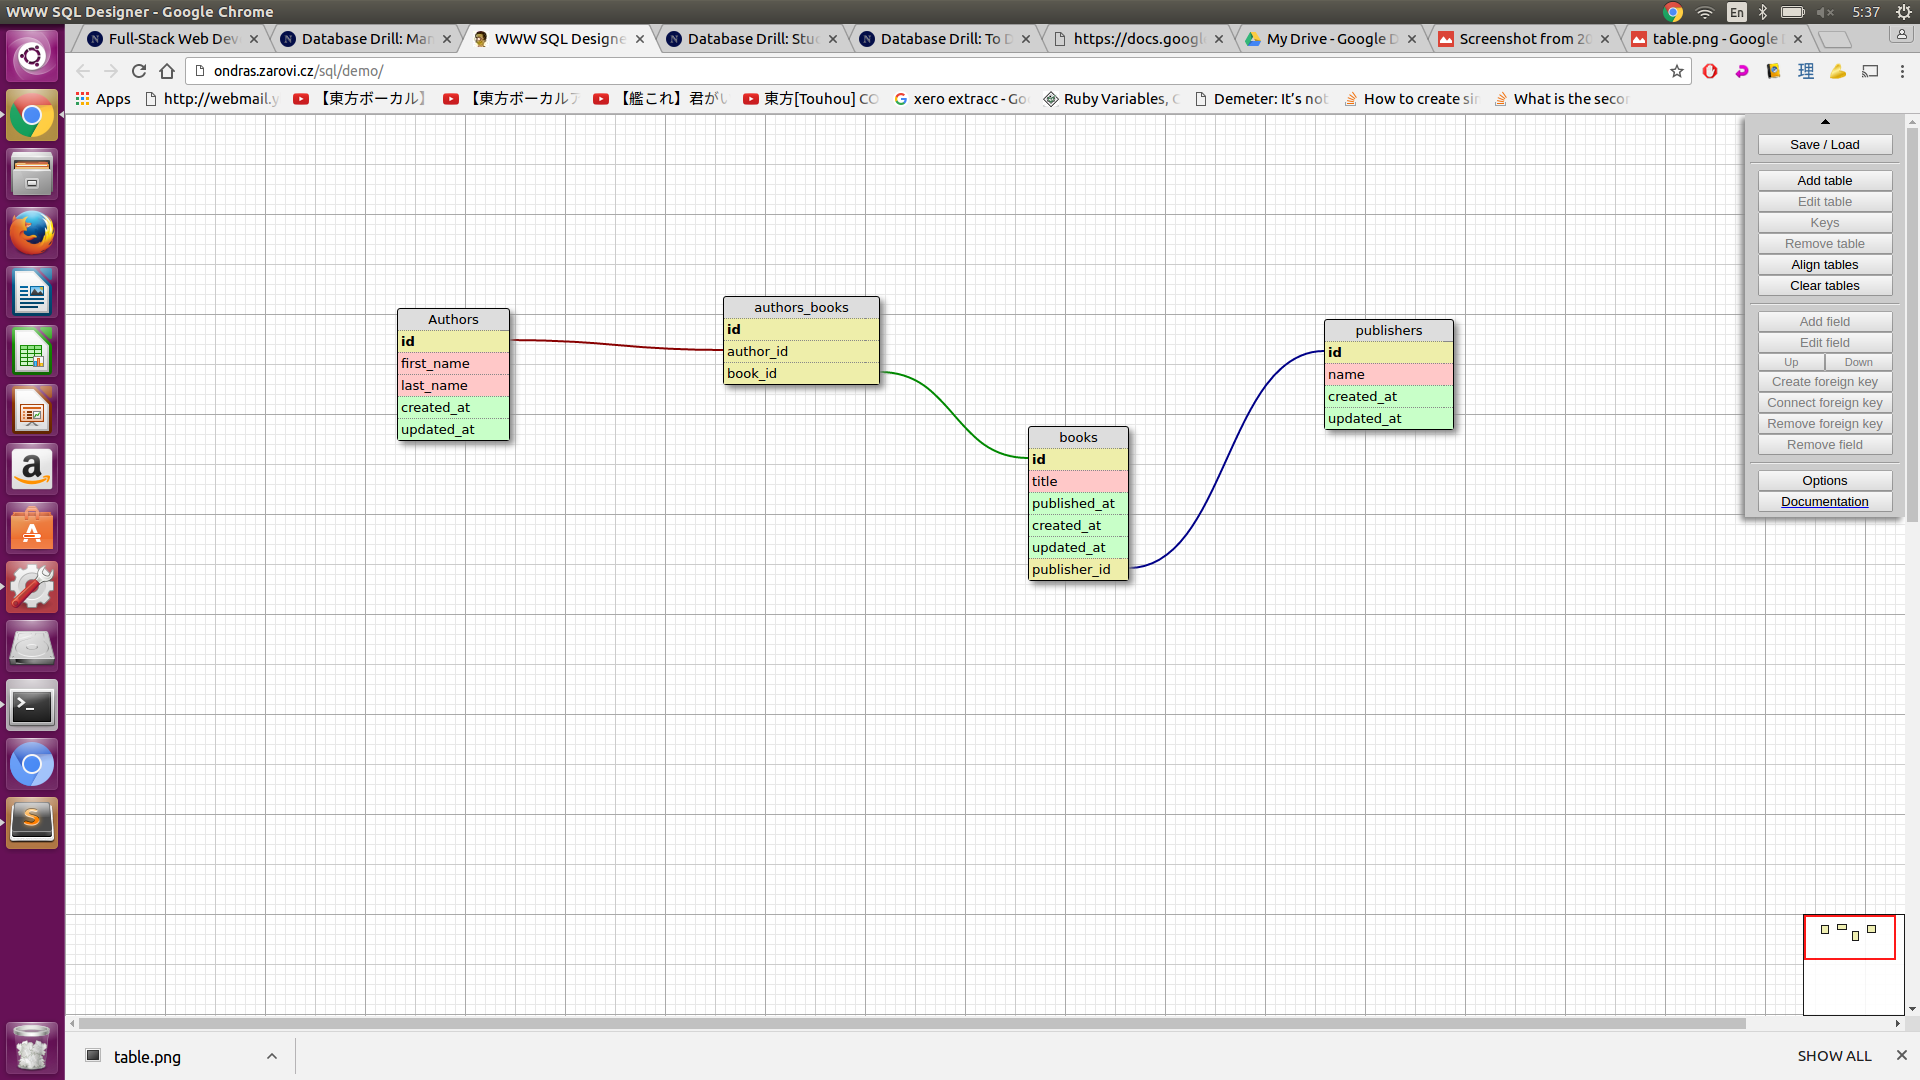 WWW SQL Designer - Google Chrome
En
5:37
Full-Stack Web Dev
Database Drill: Man
WWW SQL Designe
Database Drill: Stu
Database Drill: To D
https://docs.googl
My Drive - Google D
Screenshot from 20
table.png - Google
ondras.zarovi.cz/sql/demo/
Apps
http://webmail.y
【東方ボーカル】
【東方ボーカルア
【艦これ】君がい
東方[Touhou] CO
xero extracc - Go
Ruby Variables, C
Demeter: It's not
How to create sin
What is the secon
Authors
id
first_name
last_name
created_at
updated_at
authors_books
id
author_id
book_id
books
id
title
published_at
created_at
updated_at
publisher_id
publishers
id
name
created_at
updated_at
Save / Load
Add table
Edit table
Keys
Remove table
Align tables
Clear tables
Add field
Edit field
Up Down
Create foreign key
Connect foreign key
Remove foreign key
Remove field
Options
Documentation
table.png
SHOW ALL